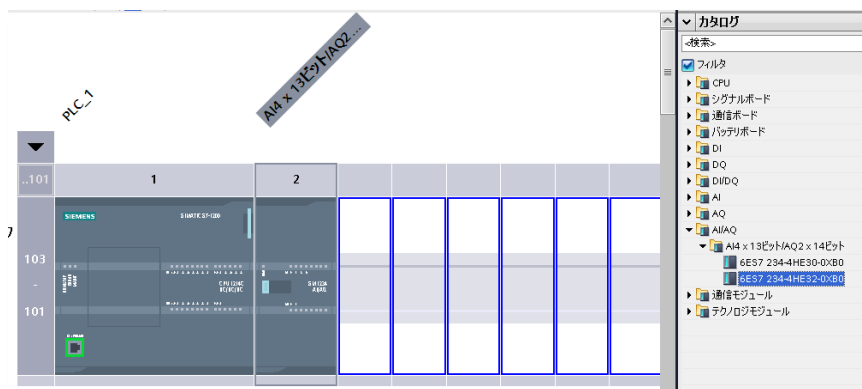 PLC_1
AI4 x 13ビット/AQ2 ...
..101
1
2
103
-
101
SIEMENS
SIMATIC S7-1200
CPU 1214C
DC/DC/DC
SM 1234
AI/AQ
カタログ
<検索>
フィルタ
CPU
シグナルボード
通信ボード
バッテリボード
DI
DQ
DI/DQ
AI
AQ
AI/AQ
AI4 x 13ビット/AQ2 x 14ビット
6ES7 234-4HE30-0XB0
6ES7 234-4HE32-0XB0
通信モジュール
テクノロジモジュール